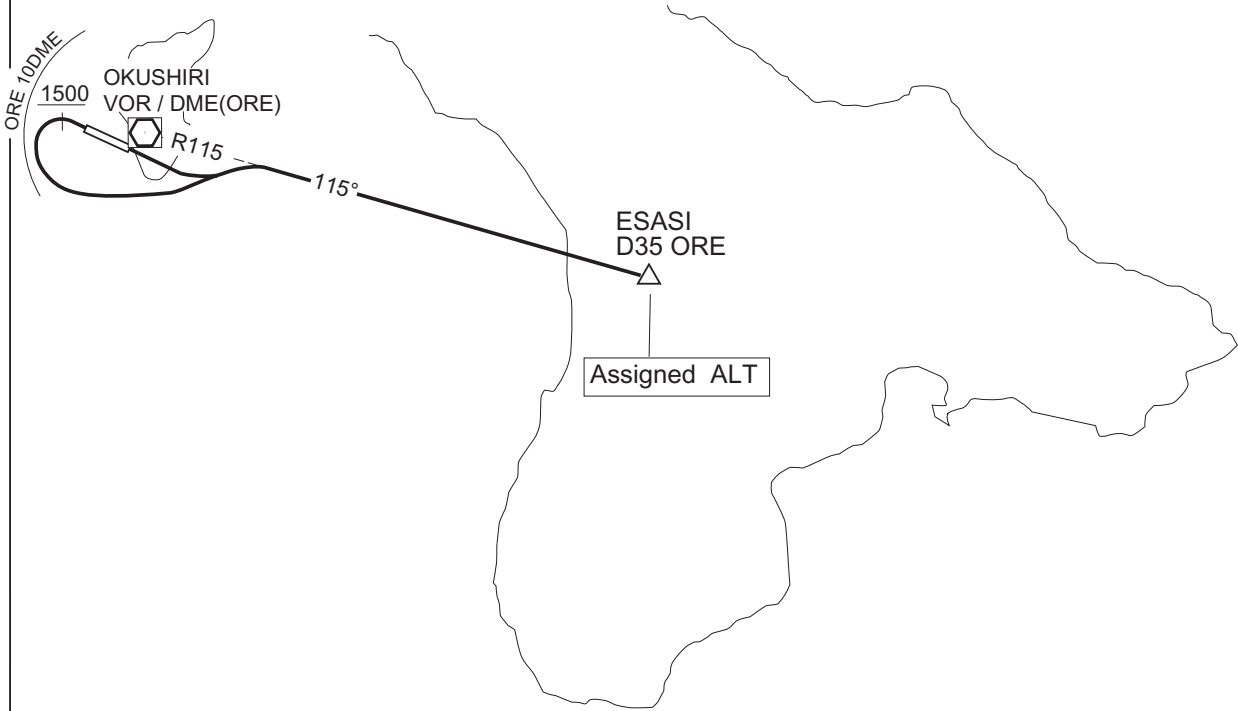 ORE 10DME
1500
OKUSHIRI
VOR / DME(ORE)
R115
115°
ESASI
D35 ORE
Assigned ALT